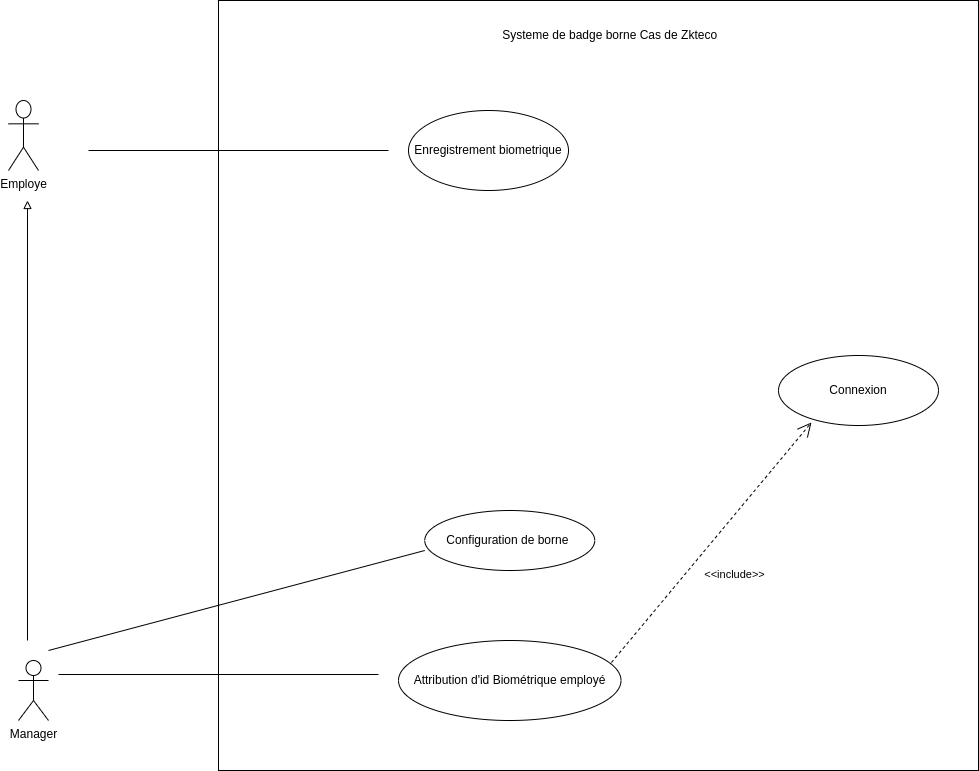 Systeme de badge borne Cas de Zkteco
Enregistrement biometrique
Employe
Connexion
Configuration de borne
<<include>>
Attribution d'id Biométrique employé
Manager